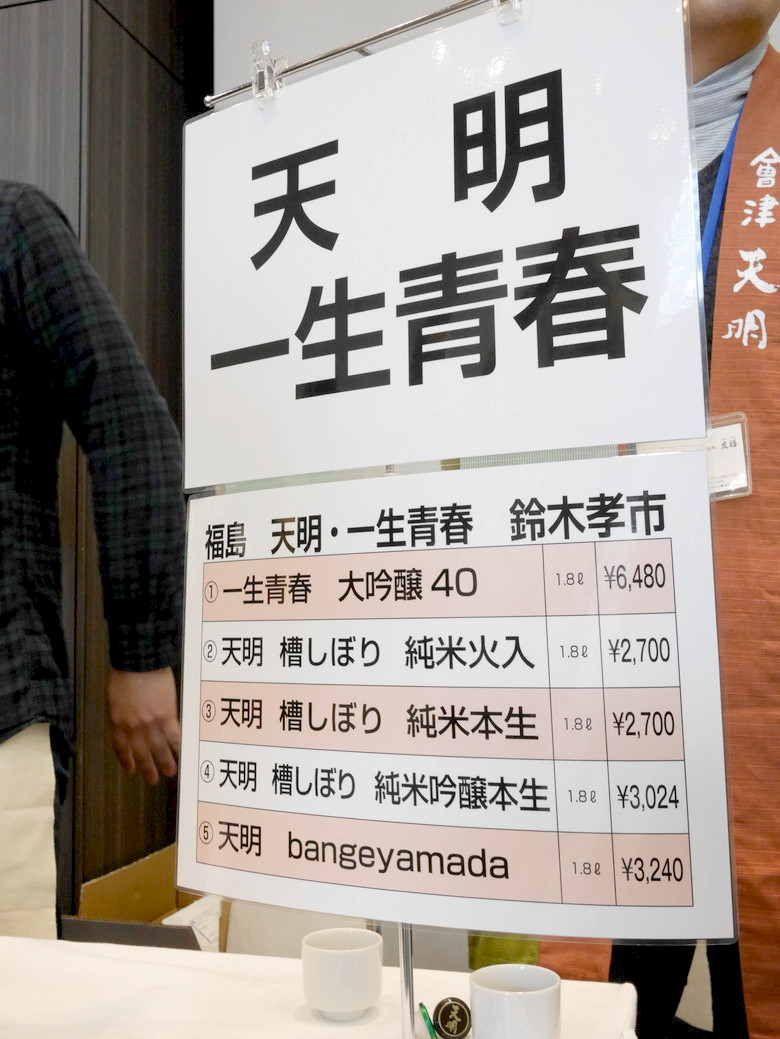 天 明
一生青春
福島 天明・一生青春 鈴木孝市
① 一生青春 大吟醸40 1.8ℓ ¥6,480
② 天明 槽しぼり 純米火入 1.8ℓ ¥2,700
③ 天明 槽しぼり 純米本生 1.8ℓ ¥2,700
④ 天明 槽しぼり 純米吟醸本生 1.8ℓ ¥3,024
⑤ 天明 bangeyamada 1.8ℓ ¥3,240
會津 天明
天明